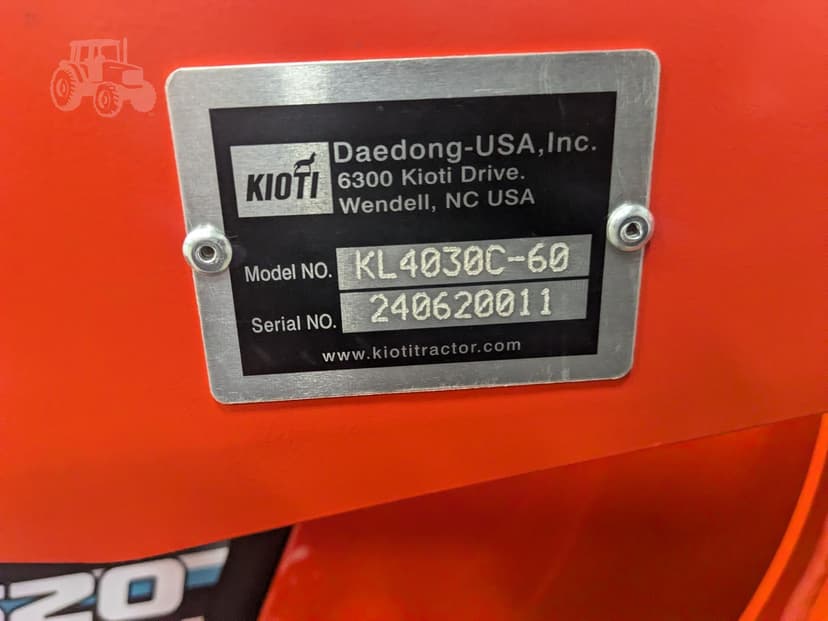 KIOTI
Daedong-USA,Inc.
6300 Kioti Drive.
Wendell, NC USA
Model NO. KL4030C-60
Serial NO. 240620011
www.kiotitractor.com
520